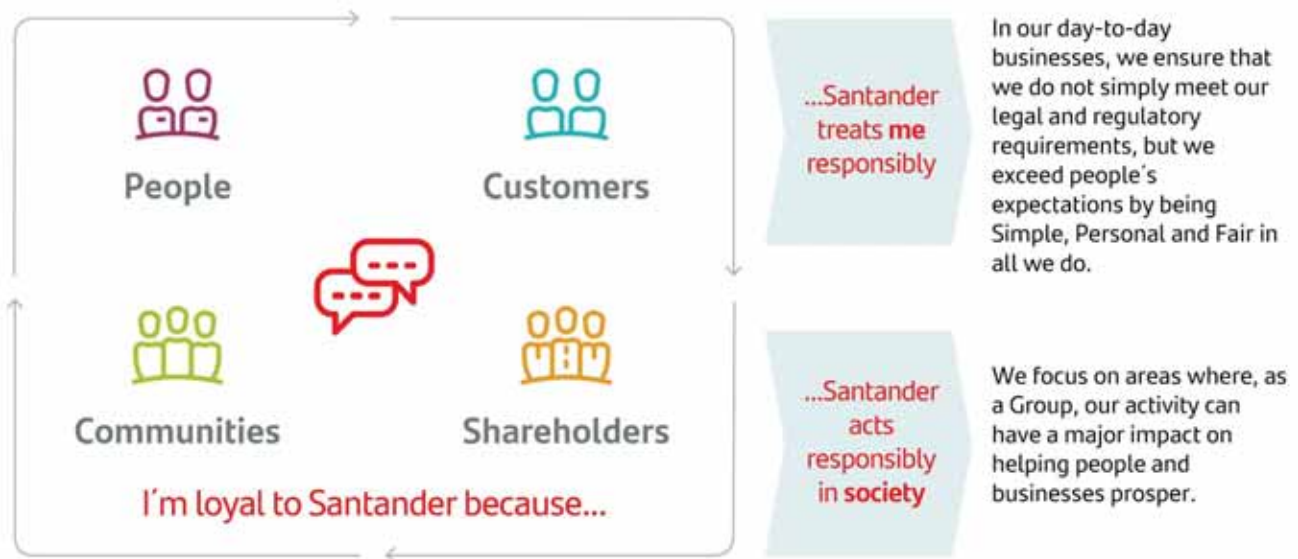 People
Customers
Communities
Shareholders
I´m loyal to Santander because...
...Santander
treats me
responsibly
In our day-to-day
businesses, we ensure that
we do not simply meet our
legal and regulatory
requirements, but we
exceed people´s
expectations by being
Simple, Personal and Fair in
all we do.
...Santander
acts
responsibly
in society
We focus on areas where, as
a Group, our activity can
have a major impact on
helping people and
businesses prosper.